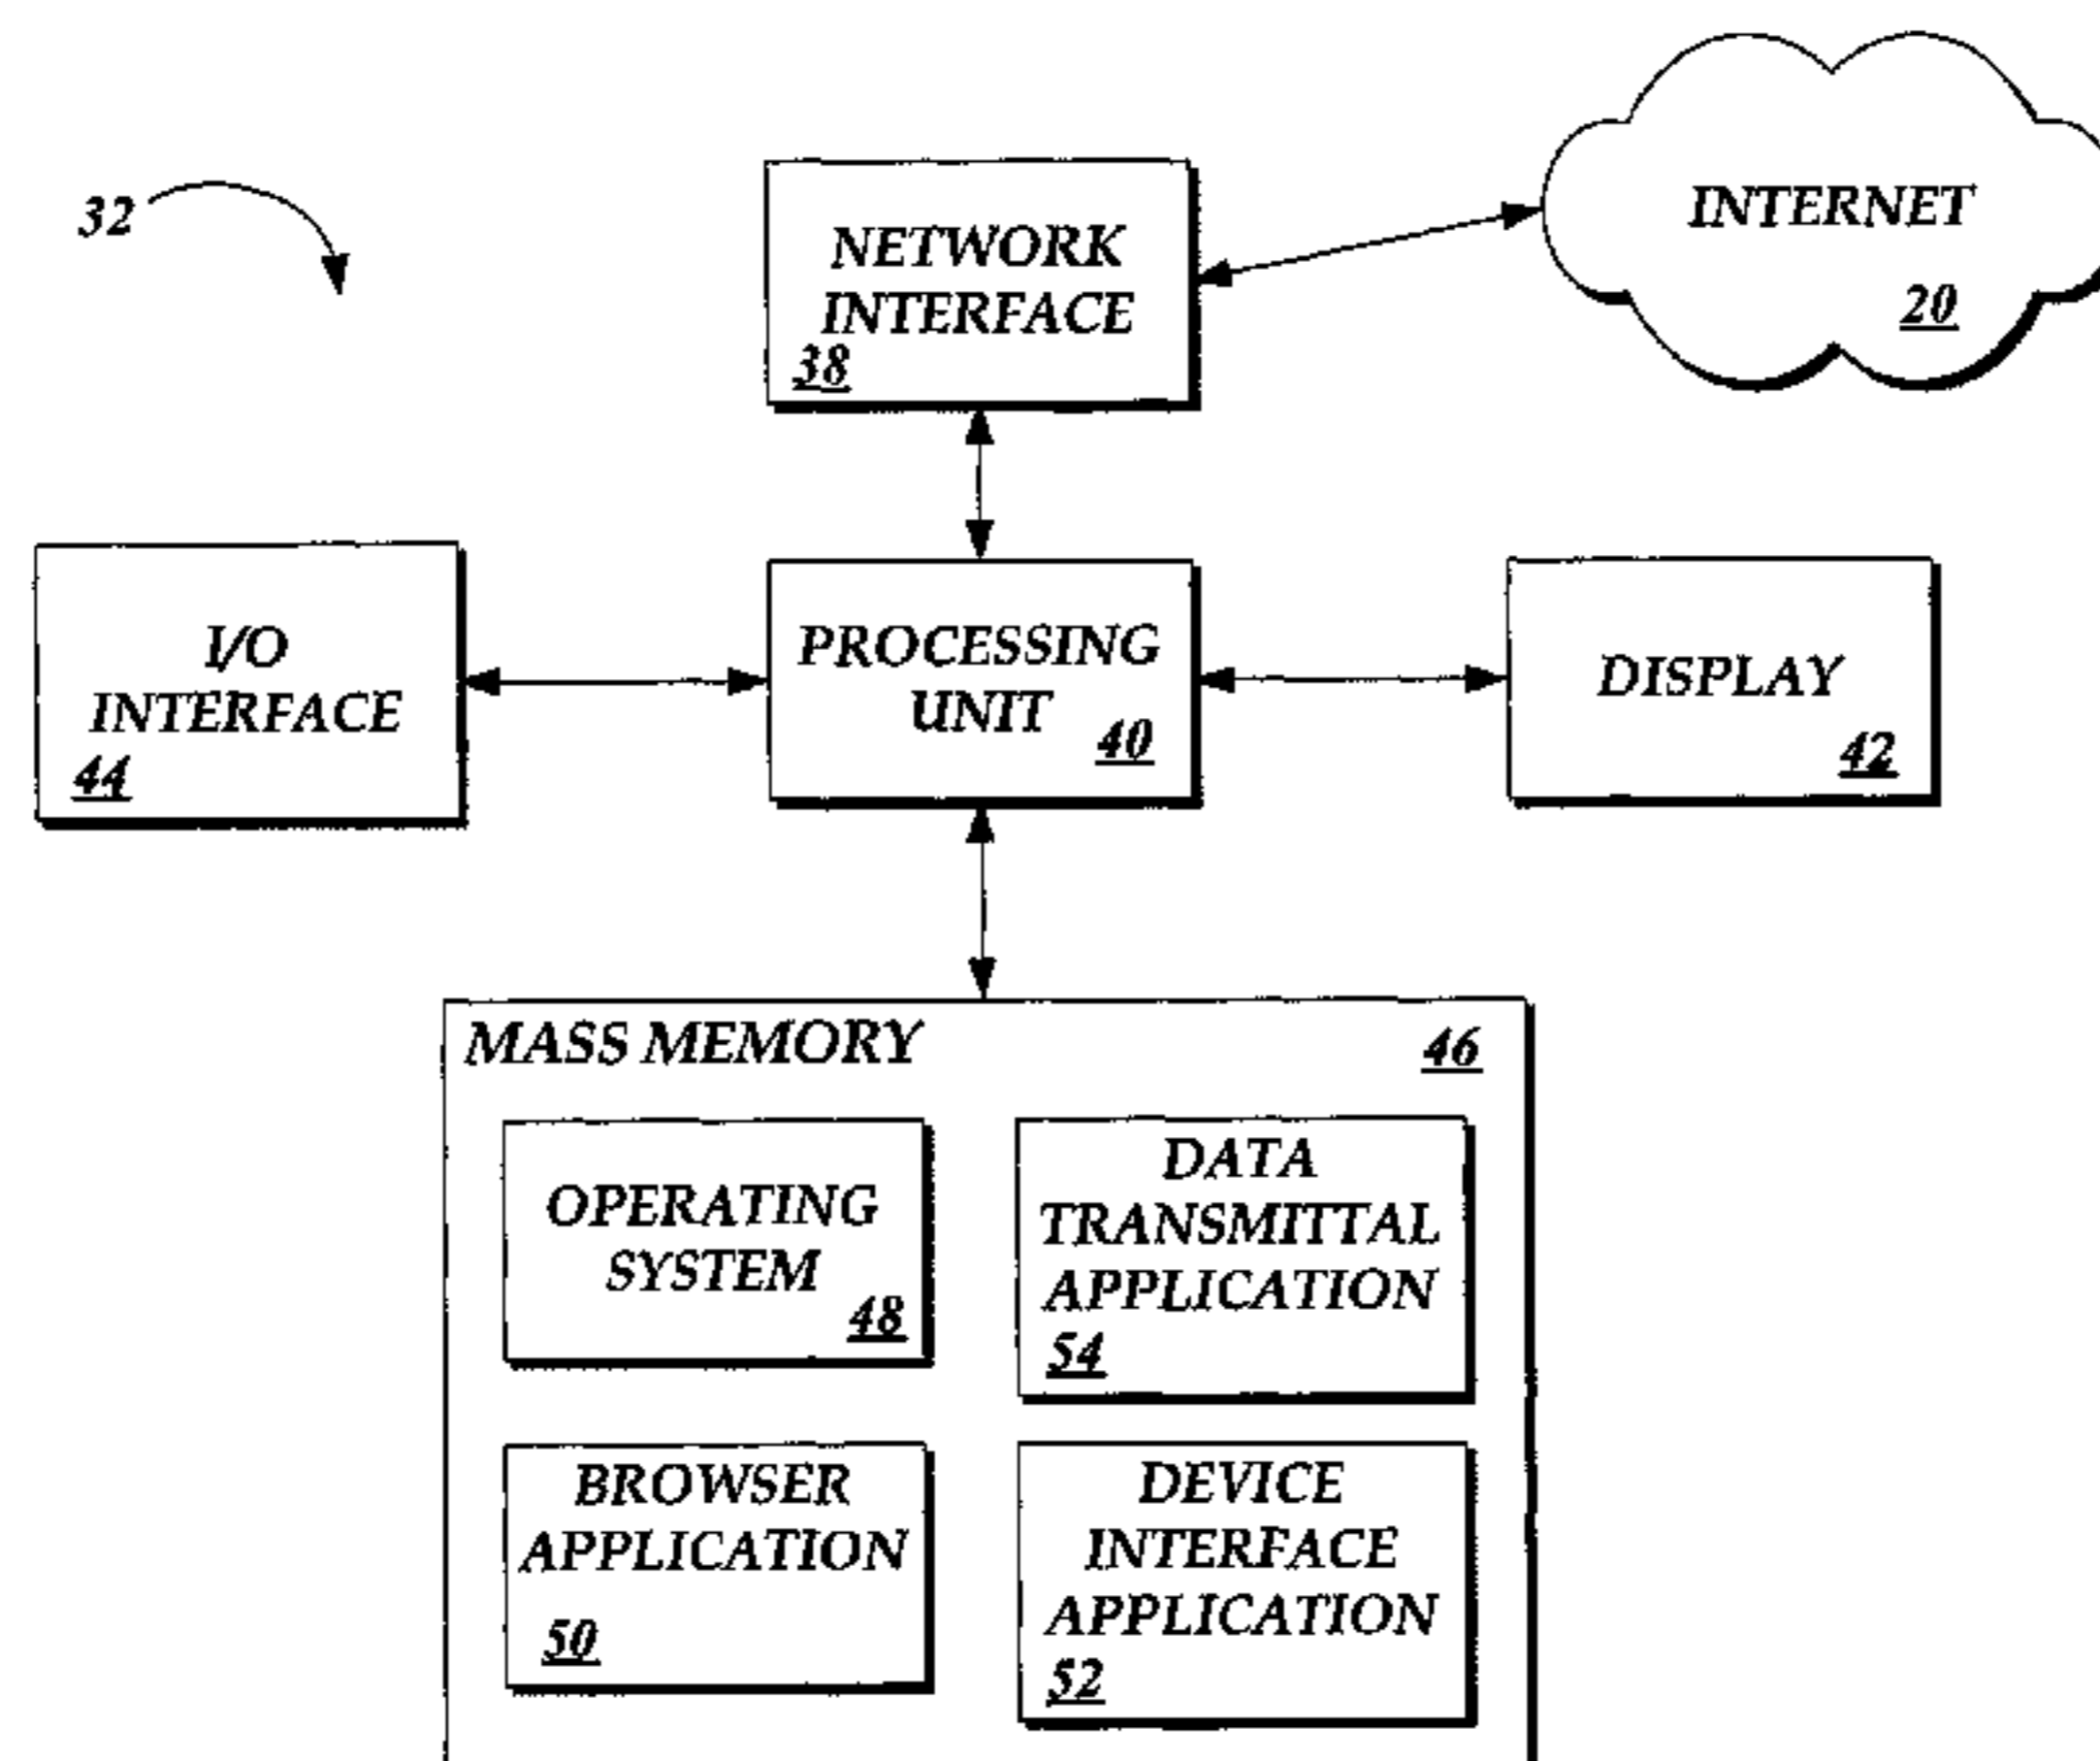 32
NETWORK
INTERFACE
38
INTERNET
20
I/O
INTERFACE
44
PROCESSING
UNIT
40
DISPLAY
42
MASS MEMORY
46
OPERATING
SYSTEM
48
DATA
TRANSMITTAL
APPLICATION
54
BROWSER
APPLICATION
50
DEVICE
INTERFACE
APPLICATION
52